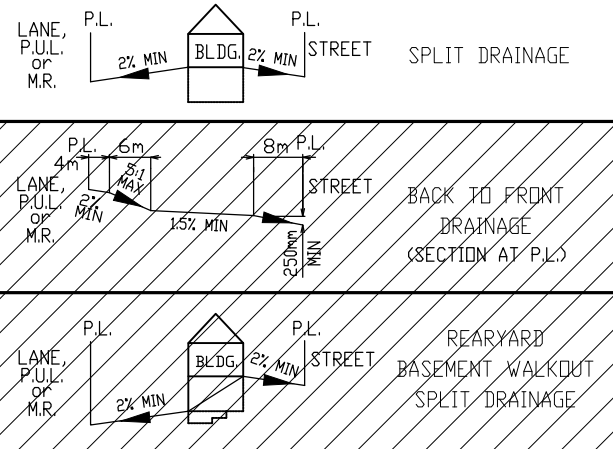 P.L. P.L.
LANE,
P.U.L.
or
M.R.
2% MIN BLDG. 2% MIN STREET SPLIT DRAINAGE
P.L. 6m 8m P.L.
4m
5:1
MAX
LANE,
P.U.L.
or
M.R.
2%
MIN
1.5% MIN
STREET
250mm
MIN
BACK TO FRONT
DRAINAGE
(SECTION AT P.L.)
P.L. P.L.
LANE,
P.U.L.
or
M.R.
2% MIN BLDG. 2% MIN STREET
REARYARD
BASEMENT WALKOUT
SPLIT DRAINAGE